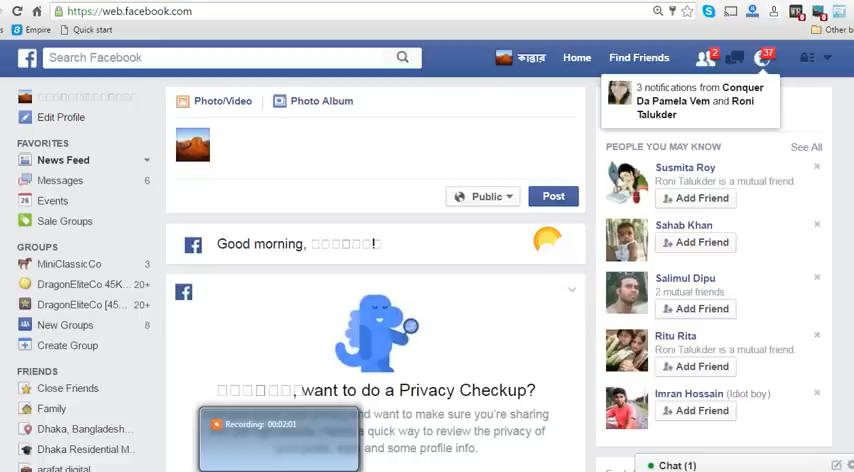 https://web.facebook.com
Empire
Quick start
Other b
Search Facebook
কান্তার
Home
Find Friends
2
37
3 notifications from Conquer
Da Pamela Vem and Roni
Talukder
Edit Profile
FAVORITES
News Feed
Messages 6
Events
Sale Groups
GROUPS
MiniClassicCo 3
DragonEliteCo 45K... 20+
DragonEliteCo [45... 20+
New Groups 8
Create Group
FRIENDS
Close Friends
Family
Dhaka, Bangladesh...
Dhaka Residential M...
arafat digital
Photo/Video
Photo Album
Public
Post
Good morning, □□□□□□!
□□□□□□, want to do a Privacy Checkup?
and want to make sure you're sharing
a quick way to review the privacy of
and some profile info.
Recording: 00:02:01
PEOPLE YOU MAY KNOW See All
Susmita Roy
Roni Talukder is a mutual friend.
Add Friend
Sahab Khan
Add Friend
Salimul Dipu
2 mutual friends
Add Friend
Ritu Rita
Roni Talukder is a mutual friend.
Add Friend
Imran Hossain (Idiot boy)
Add Friend
Chat (1)